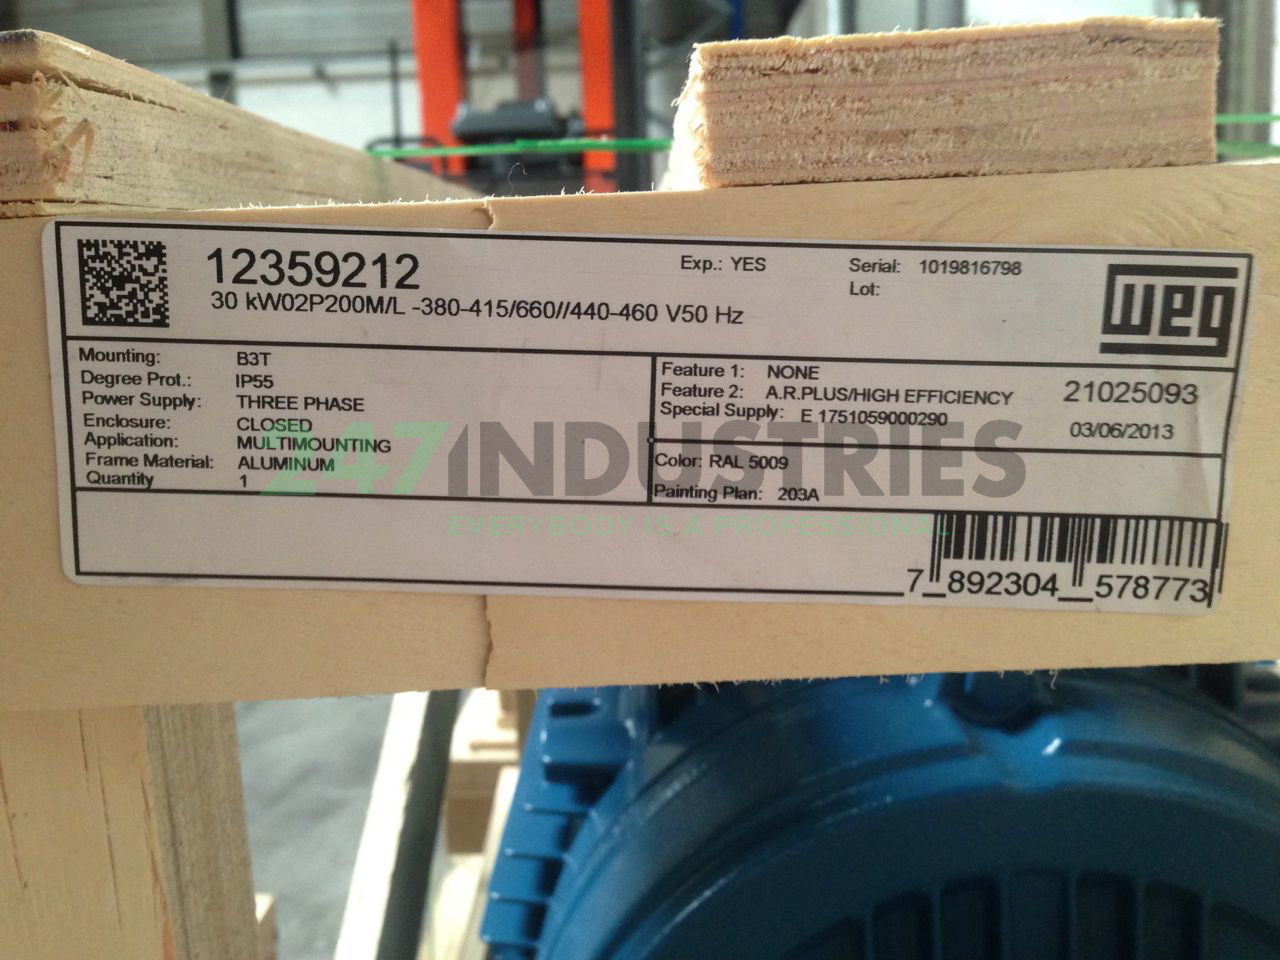 12359212
30 kW02P200M/L -380-415/660//440-460 V50 Hz
Exp.: YES
Serial: 1019816798
Lot:
weg
Mounting: B3T
Degree Prot.: IP55
Power Supply: THREE PHASE
Enclosure: CLOSED
Application: MULTIMOUNTING
Frame Material: ALUMINUM
Quantity 1
Feature 1: NONE
Feature 2: A.R.PLUS/HIGH EFFICIENCY
Special Supply: E 1751059000290
21025093
03/06/2013
Color: RAL 5009
Painting Plan: 203A
247 INDUSTRIES
EVERYBODY IS A PROFESSIONAL
7 892304 578773